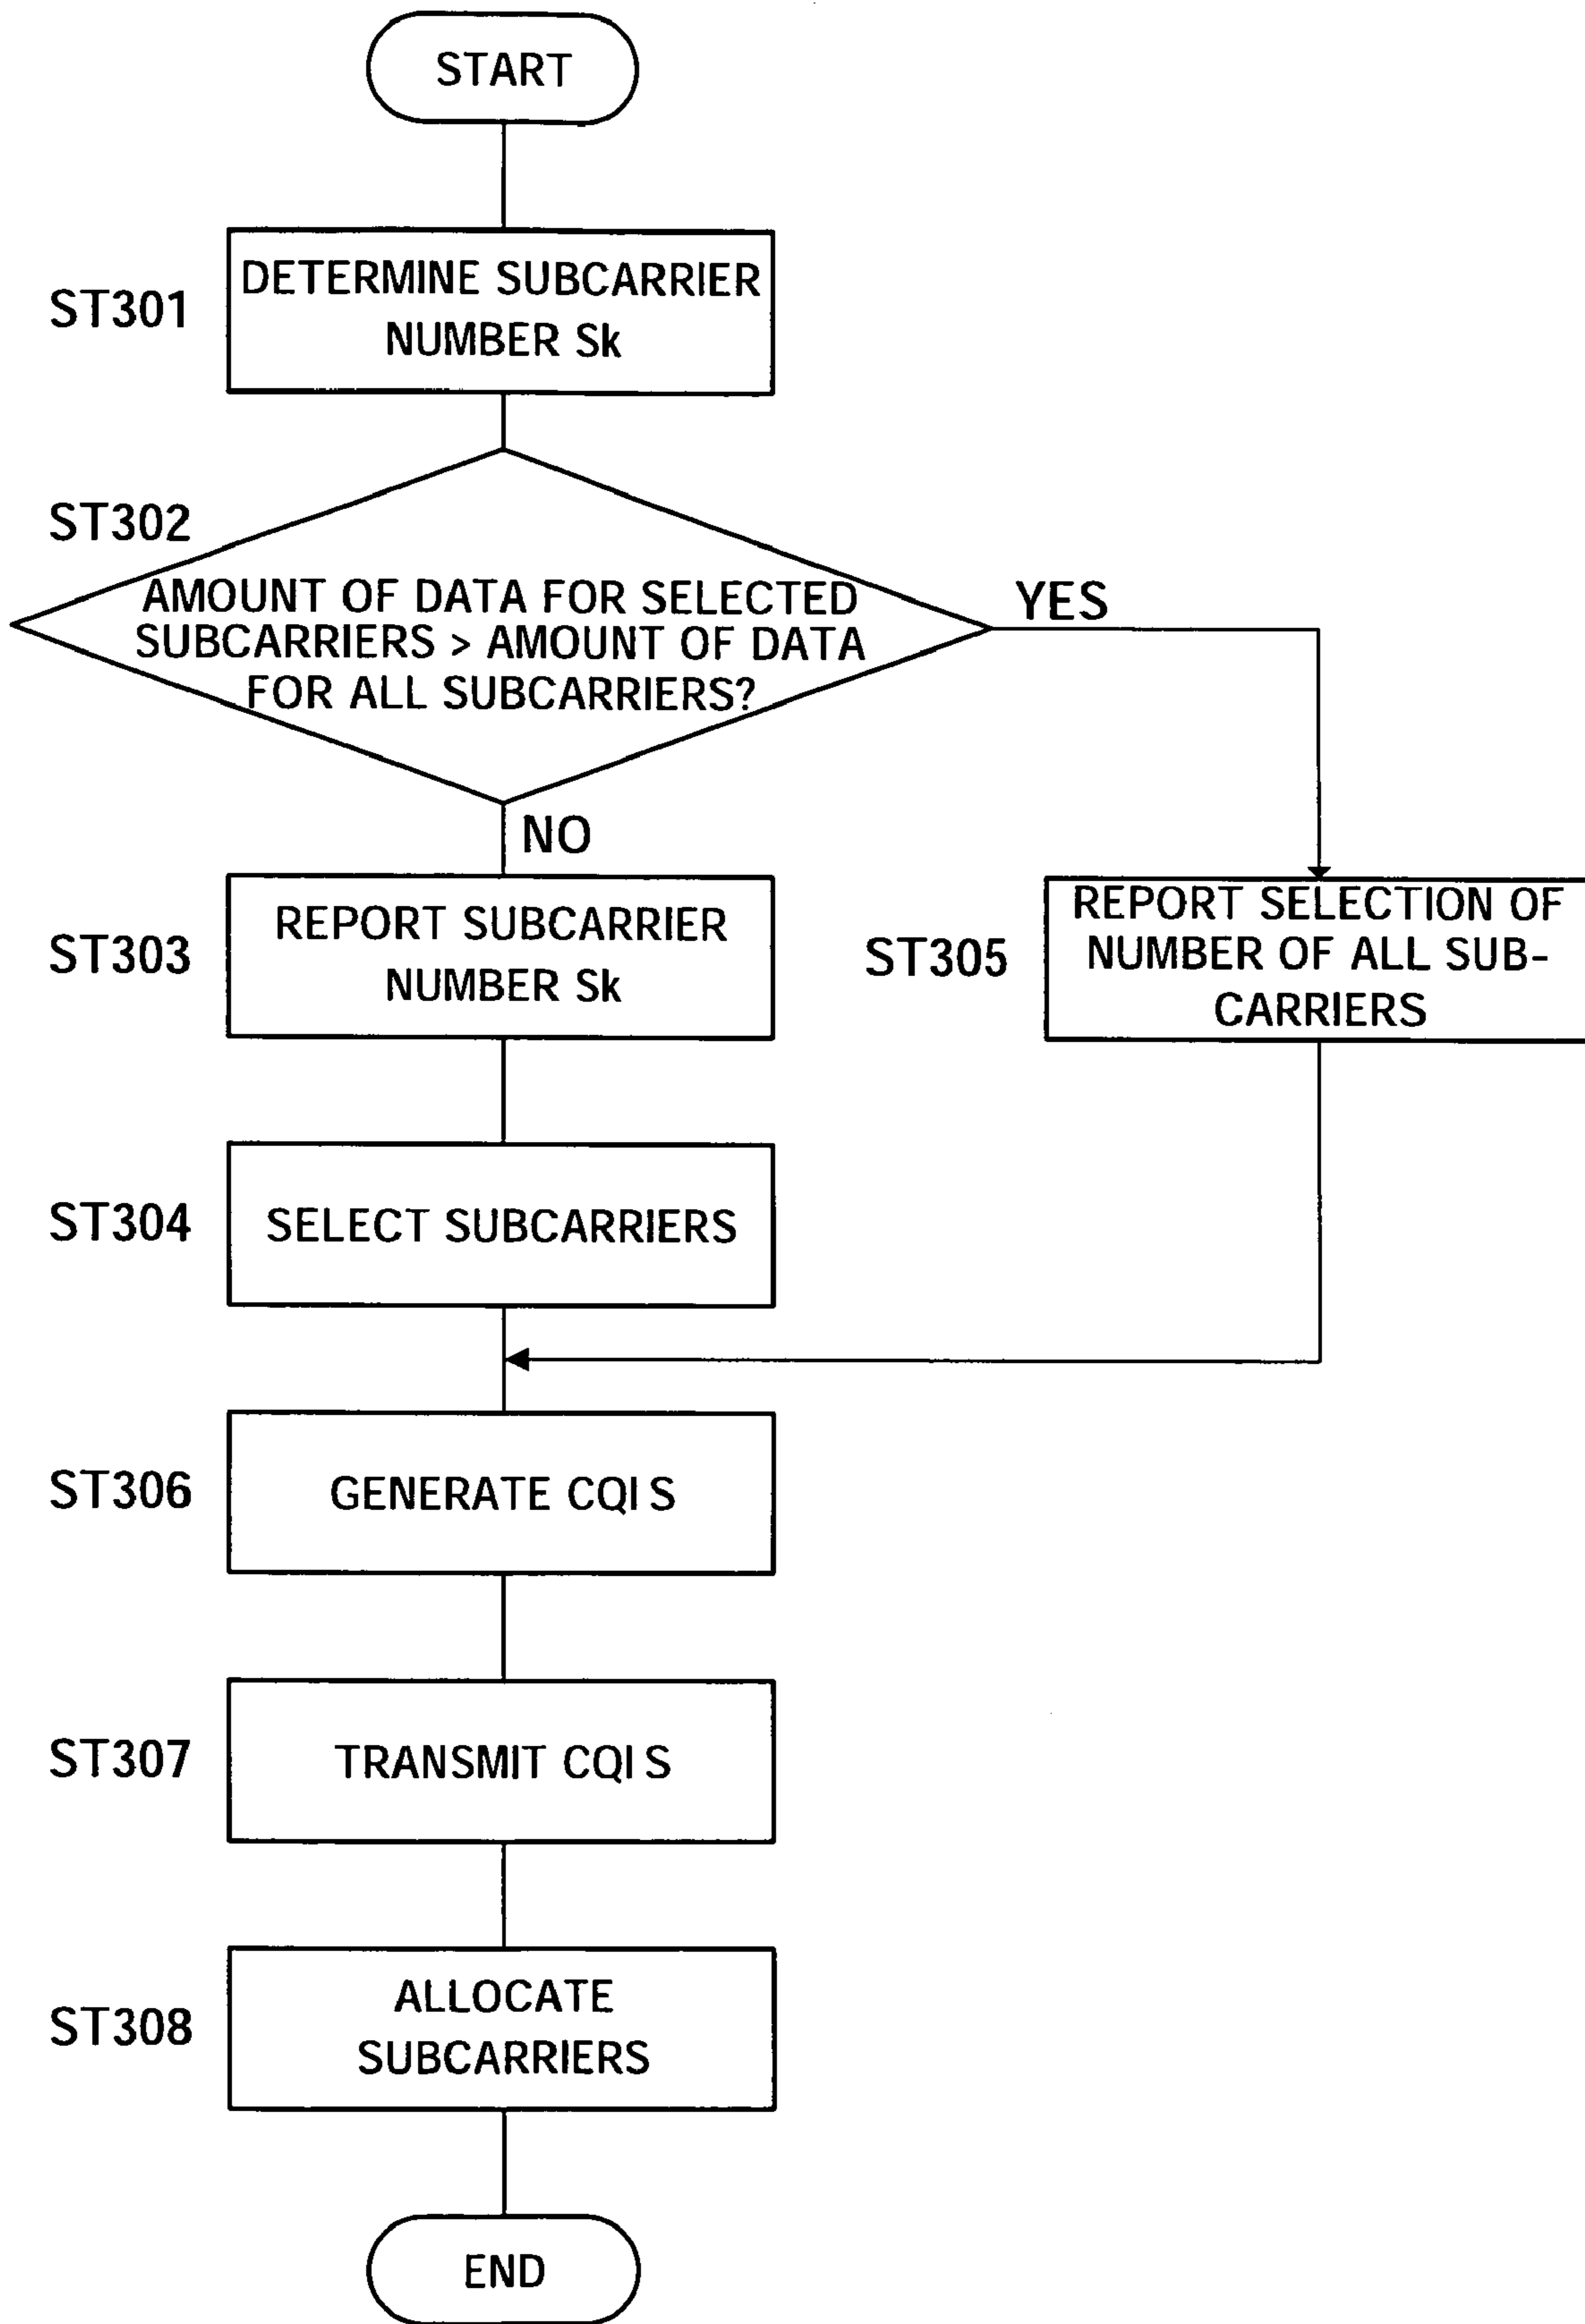 START
ST301
DETERMINE SUBCARRIER
NUMBER Sk
ST302
AMOUNT OF DATA FOR SELECTED
SUBCARRIERS > AMOUNT OF DATA
FOR ALL SUBCARRIERS?
YES
NO
ST303
REPORT SUBCARRIER
NUMBER Sk
ST305
REPORT SELECTION OF
NUMBER OF ALL SUB-
CARRIERS
ST304
SELECT SUBCARRIERS
ST306
GENERATE CQI S
ST307
TRANSMIT CQI S
ST308
ALLOCATE
SUBCARRIERS
END